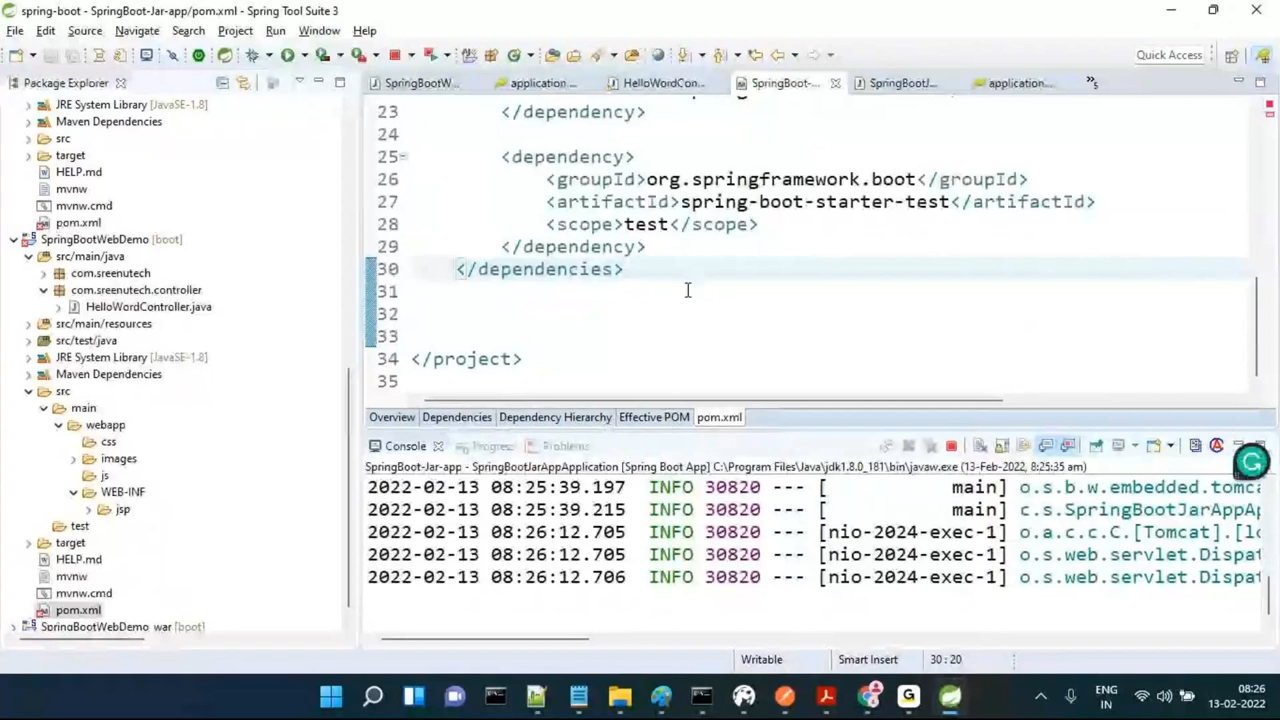 spring-boot - SpringBoot-Jar-app/pom.xml - Spring Tool Suite 3
File Edit Source Navigate Search Project Run Window Help
Quick Access
Package Explorer
JRE System Library [JavaSE-1.8]
Maven Dependencies
src
target
HELP.md
mvnw
mvnw.cmd
pom.xml
SpringBootWebDemo [boot]
src/main/java
com.sreenutech
com.sreenutech.controller
HelloWordController.java
src/main/resources
src/test/java
JRE System Library [JavaSE-1.8]
Maven Dependencies
src
main
webapp
css
images
js
WEB-INF
jsp
test
target
HELP.md
mvnw
mvnw.cmd
pom.xml
SpringBootWebDemo_war [boot]
SpringBootW... application ... HelloWordCon... SpringBoot-... SpringBootJ... application...
23 </dependency>
24
25 <dependency>
26 <groupId>org.springframework.boot</groupId>
27 <artifactId>spring-boot-starter-test</artifactId>
28 <scope>test</scope>
29 </dependency>
30 </dependencies>
31
32
33
34 </project>
35
Overview Dependencies Dependency Hierarchy Effective POM pom.xml
Console Progress Problems
SpringBoot-Jar-app - SpringBootJarAppApplication [Spring Boot App] C:\Program Files\Java\jdk1.8.0_181\bin\javaw.exe (13-Feb-2022, 8:25:35 am)
2022-02-13 08:25:39.197 INFO 30820 --- [ main] o.s.b.w.embedded.tomc
2022-02-13 08:25:39.215 INFO 30820 --- [ main] c.s.SpringBootJarAppAp
2022-02-13 08:26:12.705 INFO 30820 --- [nio-2024-exec-1] o.a.c.c.C.[Tomcat].[lo
2022-02-13 08:26:12.705 INFO 30820 --- [nio-2024-exec-1] o.s.web.servlet.Dispat
2022-02-13 08:26:12.706 INFO 30820 --- [nio-2024-exec-1] o.s.web.servlet.Dispat
Writable Smart Insert 30 : 20
ENG
IN
08:26
13-02-2022